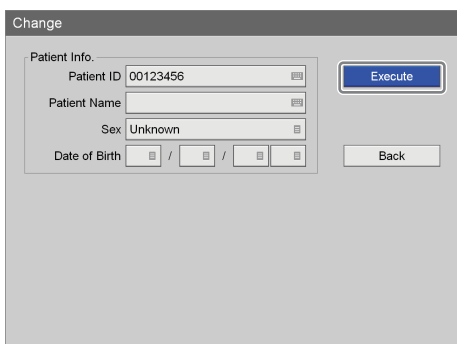 Change
Patient Info.
Patient ID 00123456
Execute
Patient Name
Sex Unknown
Date of Birth / /
Back